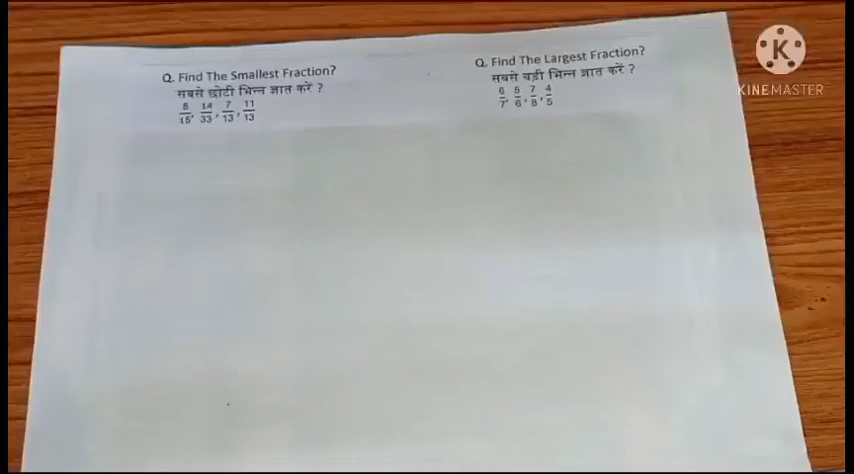 Q. Find The Smallest Fraction?
सबसे छोटी भिन्न ज्ञात करें ?
8/15, 14/33, 7/13, 11/13
Q. Find The Largest Fraction?
सबसे बड़ी भिन्न ज्ञात करें ?
6/7, 5/6, 7/8, 4/5
K
KINEMASTER